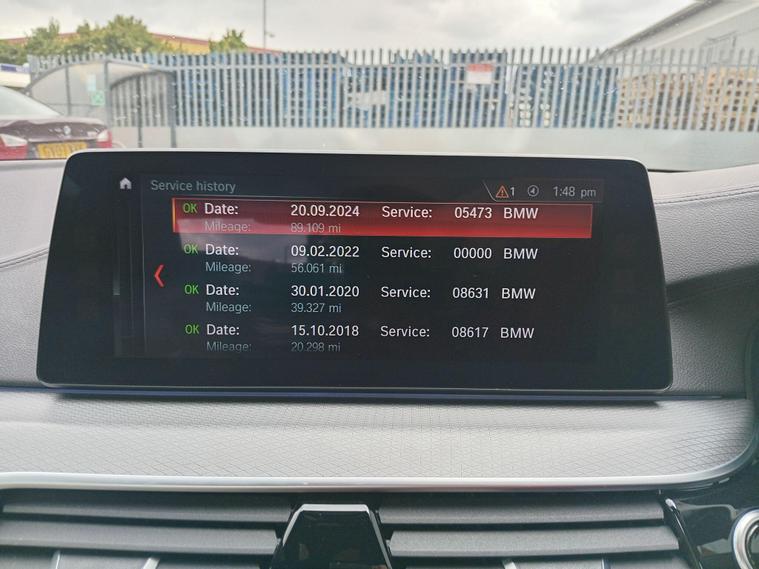 Service history
1 1:48 pm
OK Date: 20.09.2024 Service: 05473 BMW
Mileage: 89.109 mi
OK Date: 09.02.2022 Service: 00000 BMW
Mileage: 56.061 mi
OK Date: 30.01.2020 Service: 08631 BMW
Mileage: 39.327 mi
OK Date: 15.10.2018 Service: 08617 BMW
Mileage: 20.298 mi